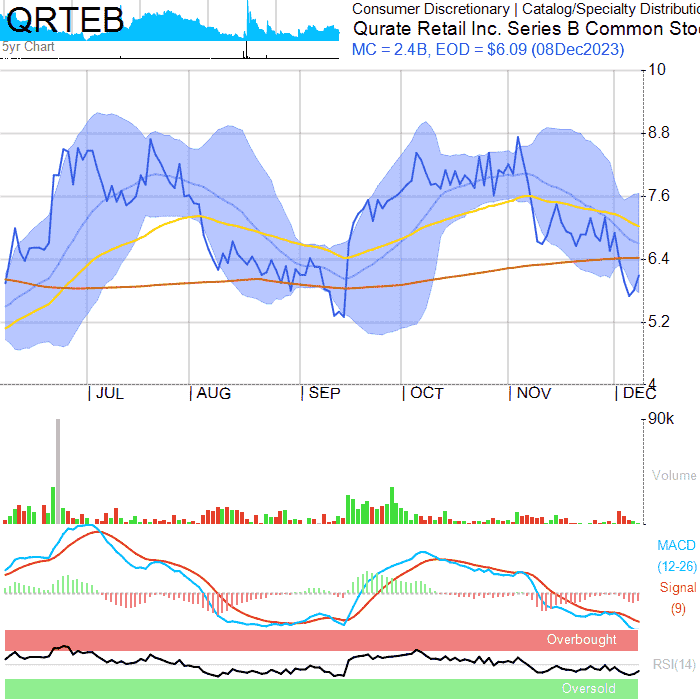 QRTEB
5yr Chart
Consumer Discretionary | Catalog/Specialty Distributio
Qurate Retail Inc. Series B Common Sto
MC = 2.4B, EOD = $6.09 (08Dec2023)
10
8.8
7.6
6.4
5.2
4
JUL AUG SEP OCT NOV DEC
90k
Volume
MACD
(12-26)
Signal
(9)
Overbought
RSI(14)
Oversold